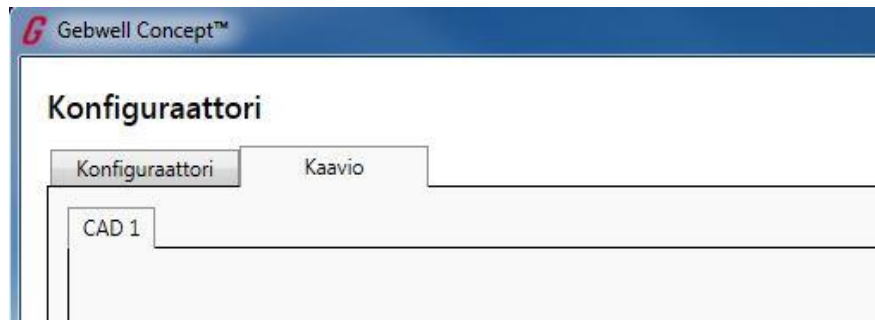 G Gebwell Concept™
Konfiguraattori
Konfiguraattori Kaavio
CAD 1